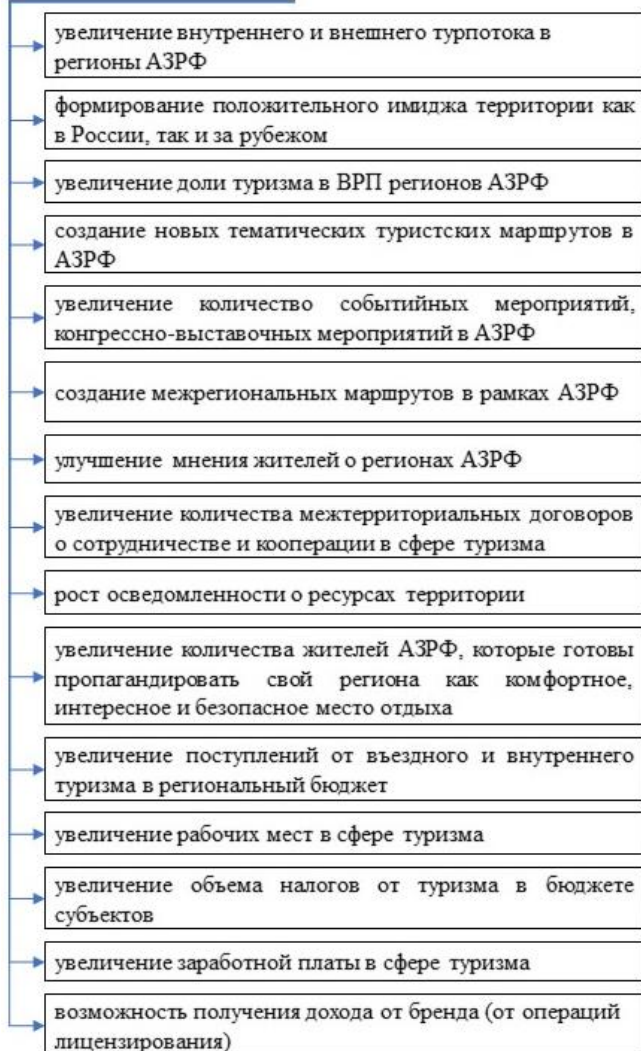 увеличение внутреннего и внешнего турпотока в
регионы АЗРФ
формирование положительного имиджа территории как
в России, так и за рубежом
увеличение доли туризма в ВРП регионов АЗРФ
создание новых тематических туристских маршрутов в
АЗРФ
увеличение количество событийных мероприятий,
конгрессно-выставочных мероприятий в АЗРФ
создание межрегиональных маршрутов в рамках АЗРФ
улучшение мнения жителей о регионах АЗРФ
увеличение количества межтерриториальных договоров
о сотрудничестве и кооперации в сфере туризма
рост осведомленности о ресурсах территории
увеличение количества жителей АЗРФ, которые готовы
пропагандировать свой региона как комфортное,
интересное и безопасное место отдыха
увеличение поступлений от въездного и внутреннего
туризма в региональный бюджет
увеличение рабочих мест в сфере туризма
увеличение объема налогов от туризма в бюджете
субъектов
увеличение заработной платы в сфере туризма
возможность получения дохода от бренда (от операций
лицензирования)